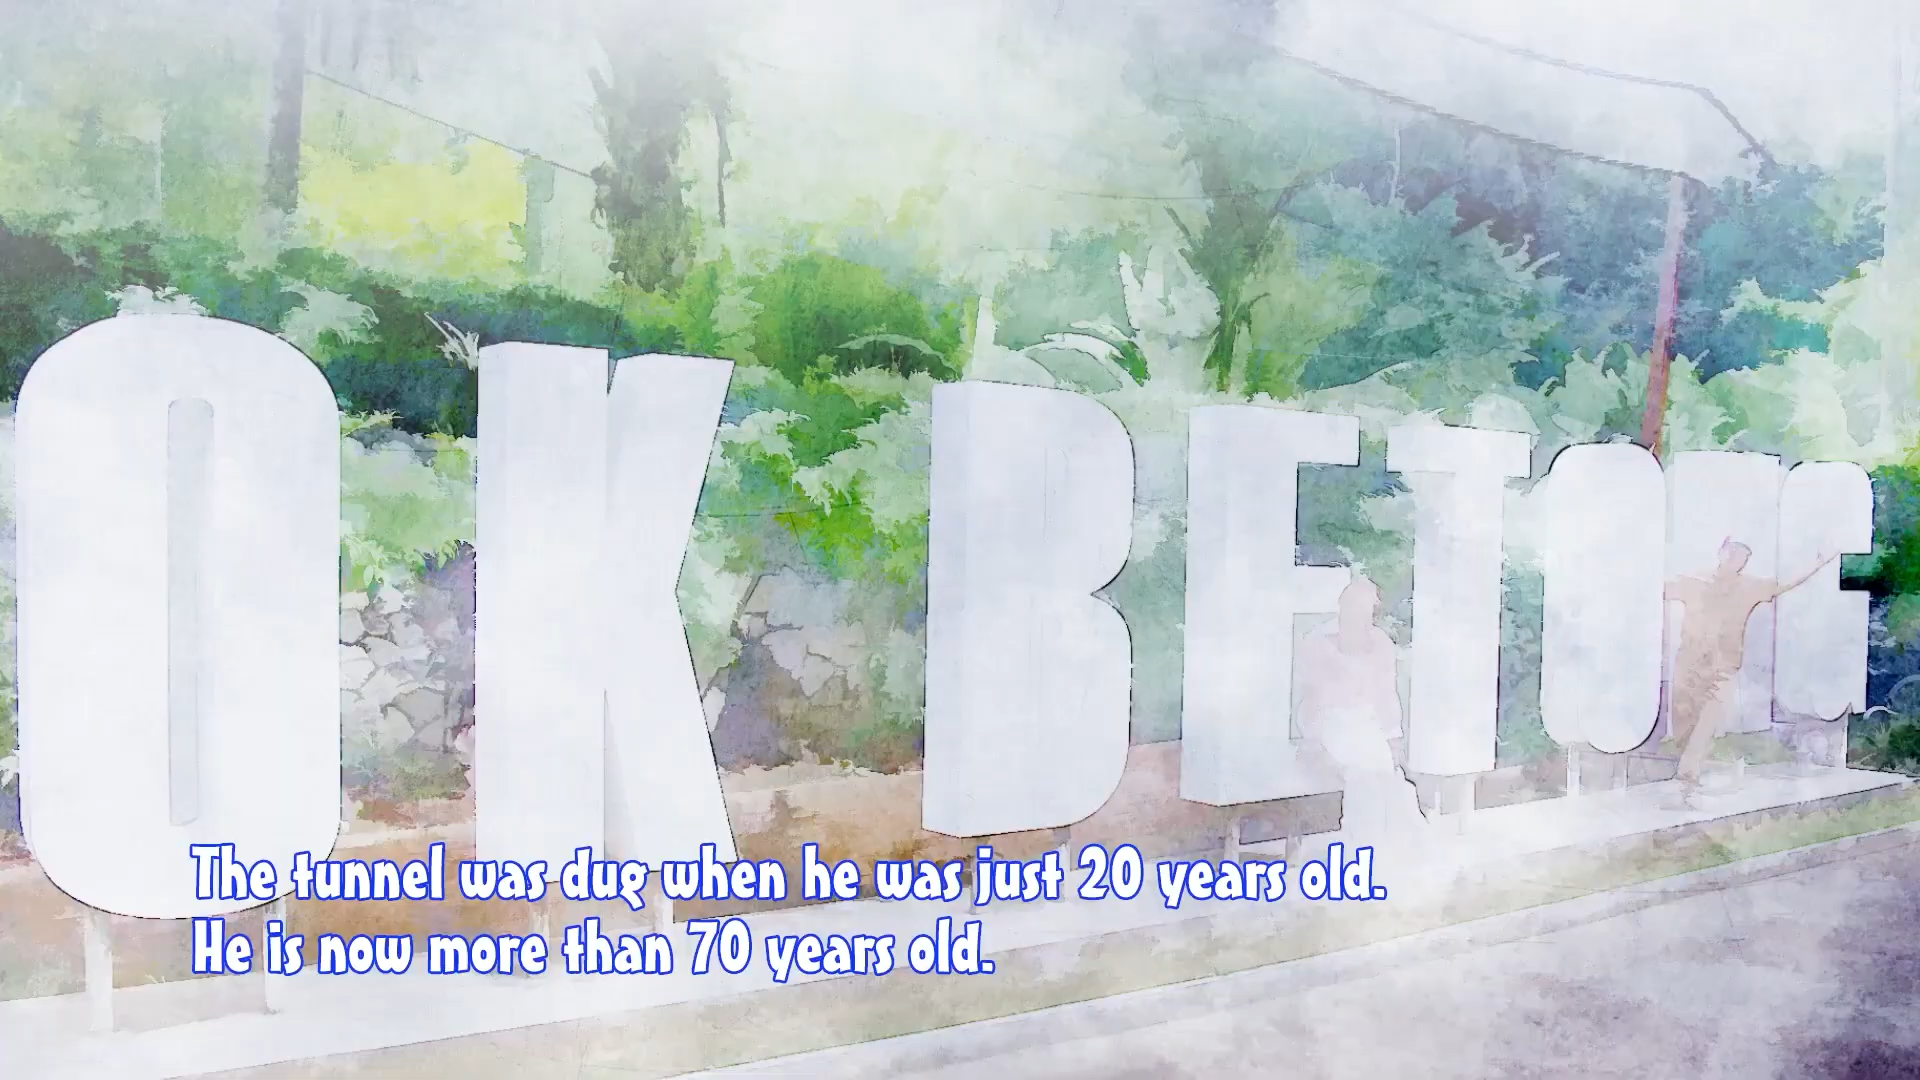 OK BETONG
The tunnel was dug when he was just 20 years old.
He is now more than 70 years old.